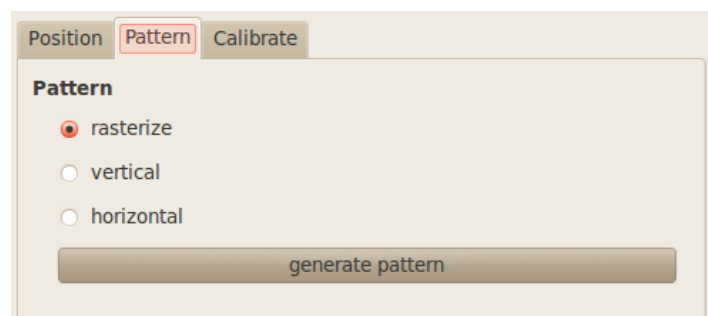 Position Pattern Calibrate
Pattern
rasterize
vertical
horizontal
generate pattern